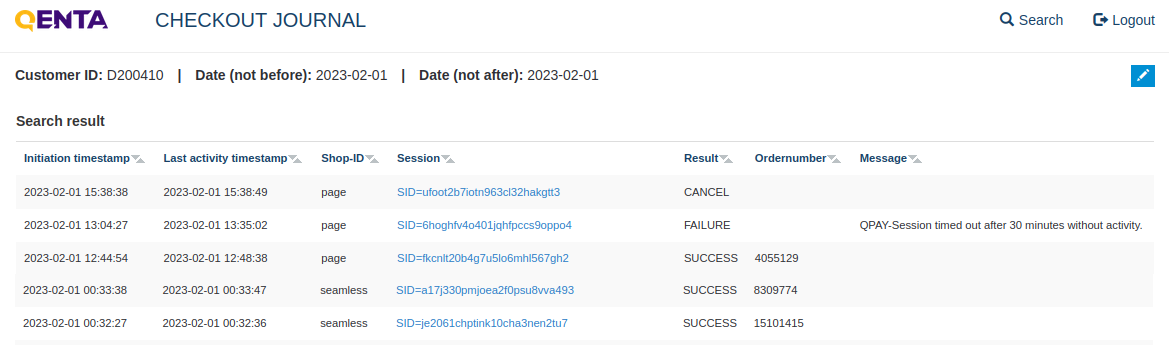 QENTA CHECKOUT JOURNAL Search Logout
Customer ID: D200410 | Date (not before): 2023-02-01 | Date (not after): 2023-02-01
Search result
Initiation timestamp Last activity timestamp Shop-ID Session Result Ordernumber Message
2023-02-01 15:38:38 2023-02-01 15:38:49 page SID=ufoot2b7iotn963cl32hakgtt3 CANCEL
2023-02-01 13:04:27 2023-02-01 13:35:02 page SID=6hoghfv4o401jqhfpccs9oppo4 FAILURE QPAY-Session timed out after 30 minutes without activity.
2023-02-01 12:44:54 2023-02-01 12:48:38 page SID=fkcnlt20b4g7u5lo6mhl567gh2 SUCCESS 4055129
2023-02-01 00:33:38 2023-02-01 00:33:47 seamless SID=a17j330pmjoea2f0psu8vva493 SUCCESS 8309774
2023-02-01 00:32:27 2023-02-01 00:32:36 seamless SID=je2061chptink10cha3nen2tu7 SUCCESS 15101415